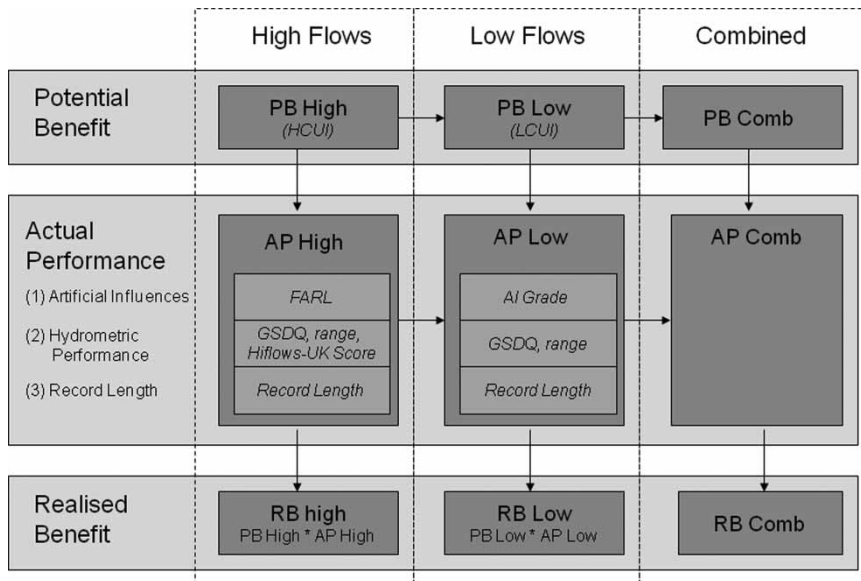 High Flows
Low Flows
Combined
Potential
Benefit
PB High
(HCUI)
PB Low
(LCUI)
PB Comb
Actual
Performance
(1) Artificial Influences
(2) Hydrometric
Performance
(3) Record Length
AP High
FARL
GSDQ, range,
Hiflows-UK Score
Record Length
AP Low
AI Grade
GSDQ, range
Record Length
AP Comb
Realised
Benefit
RB high
PB High * AP High
RB Low
PB Low * AP Low
RB Comb